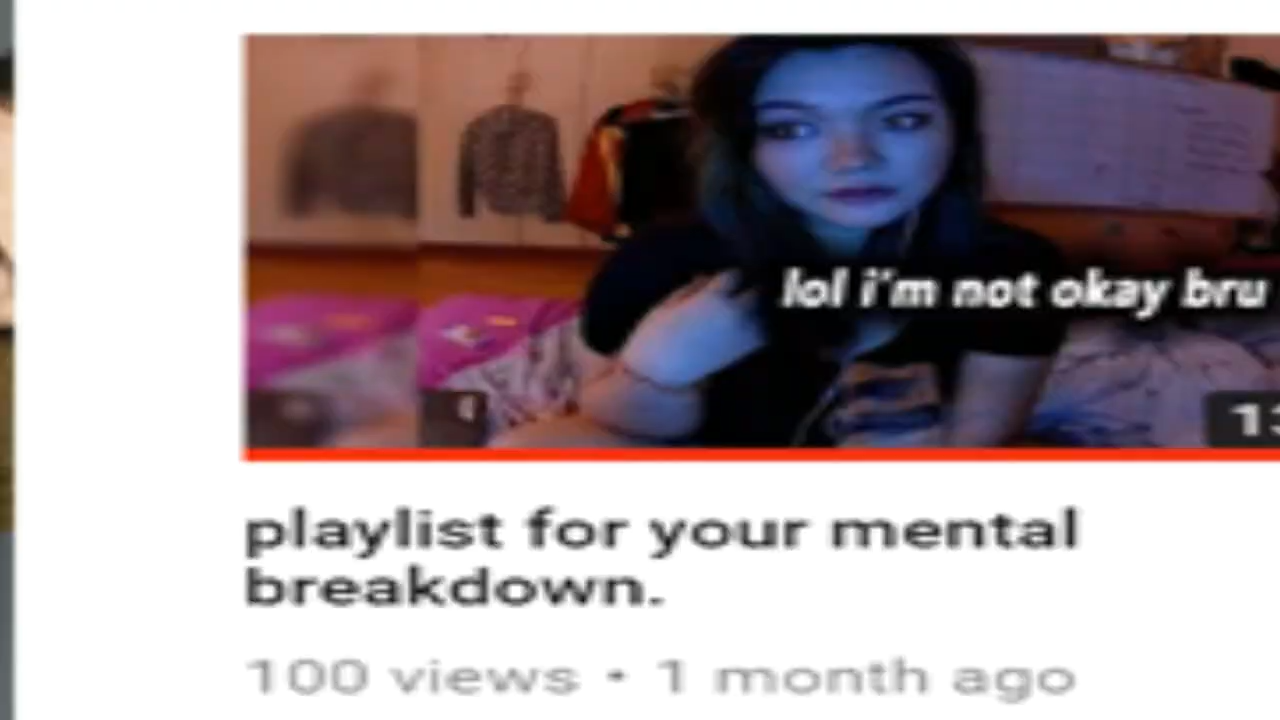 lol i'm not okay bru
playlist for your mental
breakdown.
100 views • 1 month ago